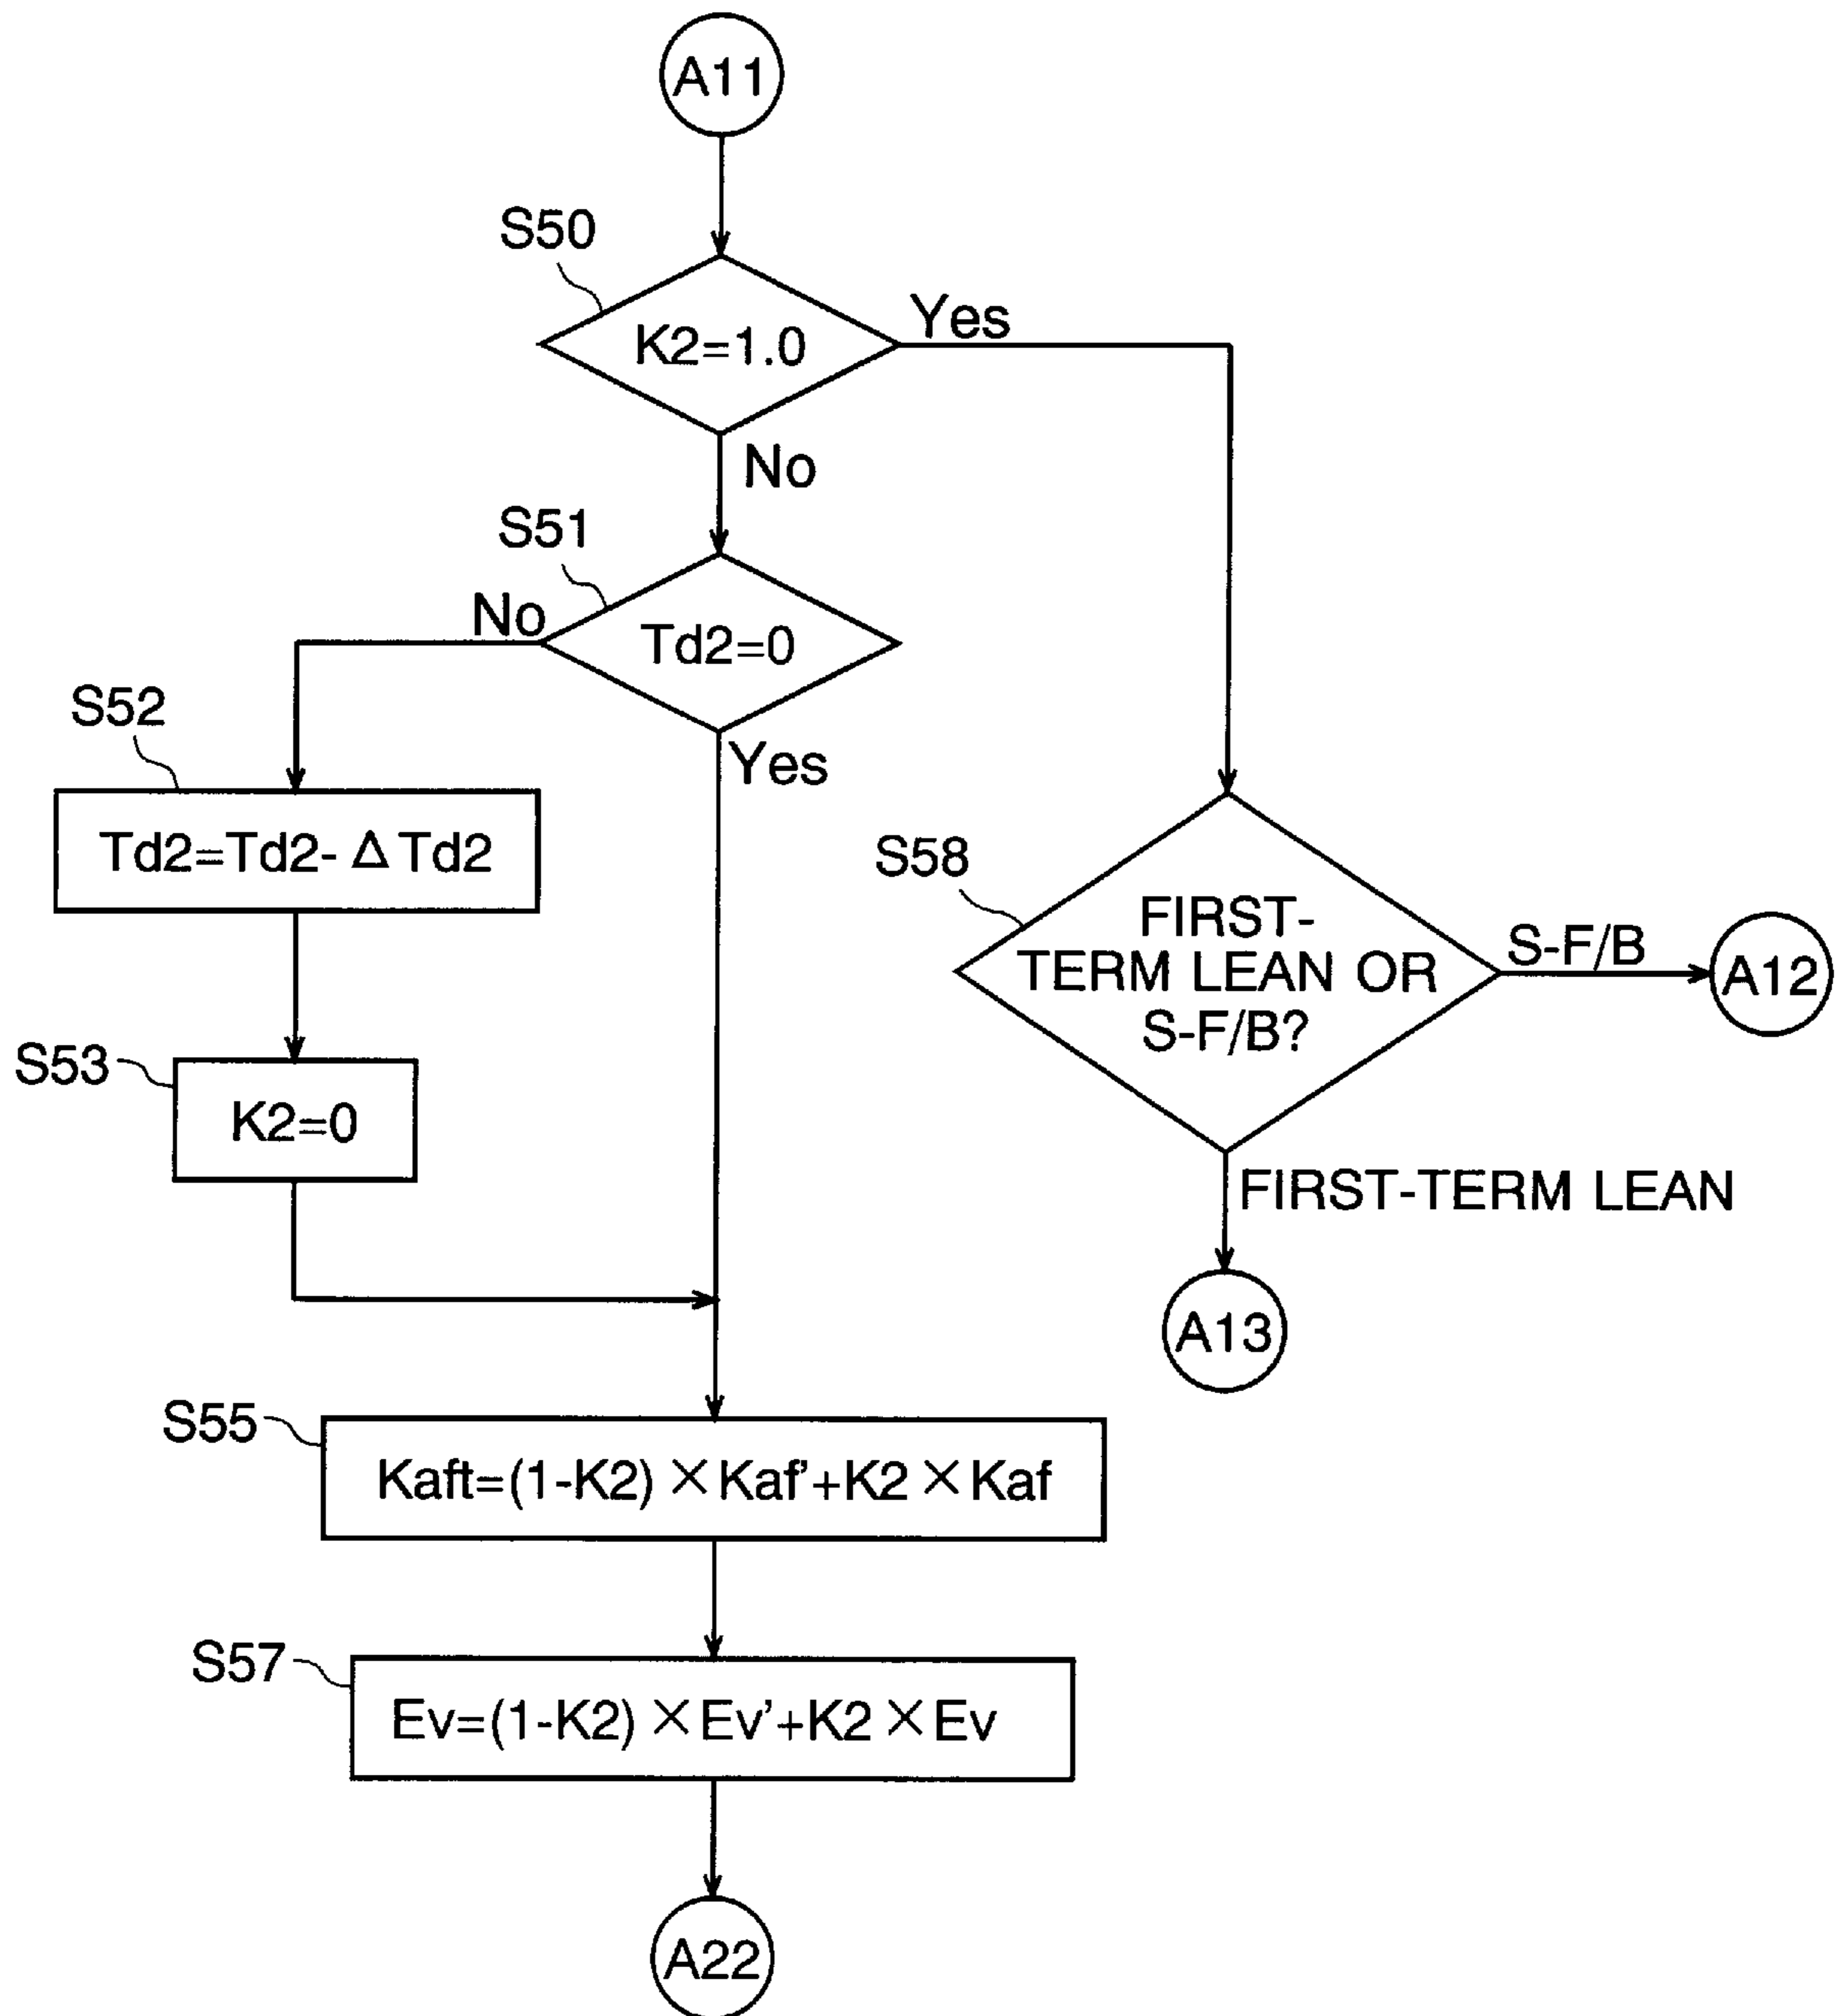 A11
S50
K2=1.0
Yes
No
S51
No
Td2=0
Yes
S52
Td2=Td2-ΔTd2
S53
K2=0
S58
FIRST-
TERM LEAN OR
S-F/B?
S-F/B
A12
FIRST-TERM LEAN
A13
S55
Kaft=(1-K2)×Kaf'+K2×Kaf
S57
Ev=(1-K2)×Ev'+K2×Ev
A22